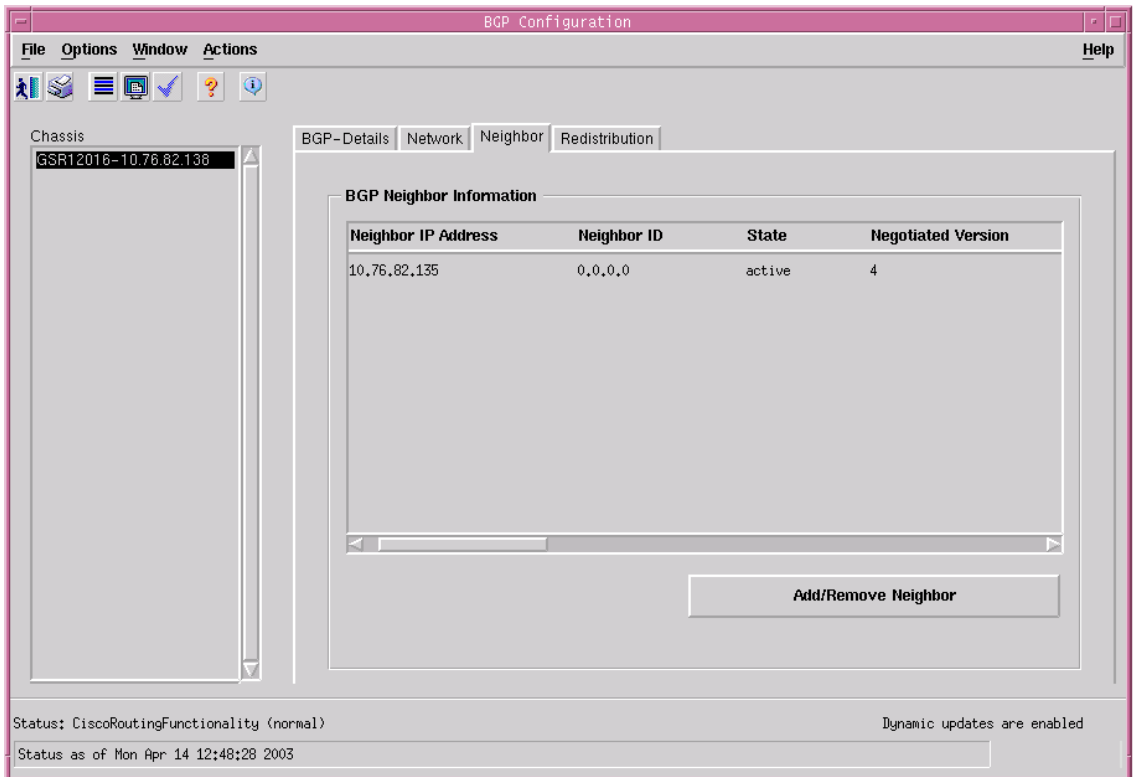 BGP Configuration
File Options Window Actions Help
Chassis
GSR12016-10.76.82.138
BGP-Details Network Neighbor Redistribution
BGP Neighbor Information
Neighbor IP Address Neighbor ID State Negotiated Version
10.76.82.135 0.0.0.0 active 4
Add/Remove Neighbor
Status: CiscoRoutingFunctionality (normal) Dynamic updates are enabled
Status as of Mon Apr 14 12:48:28 2003